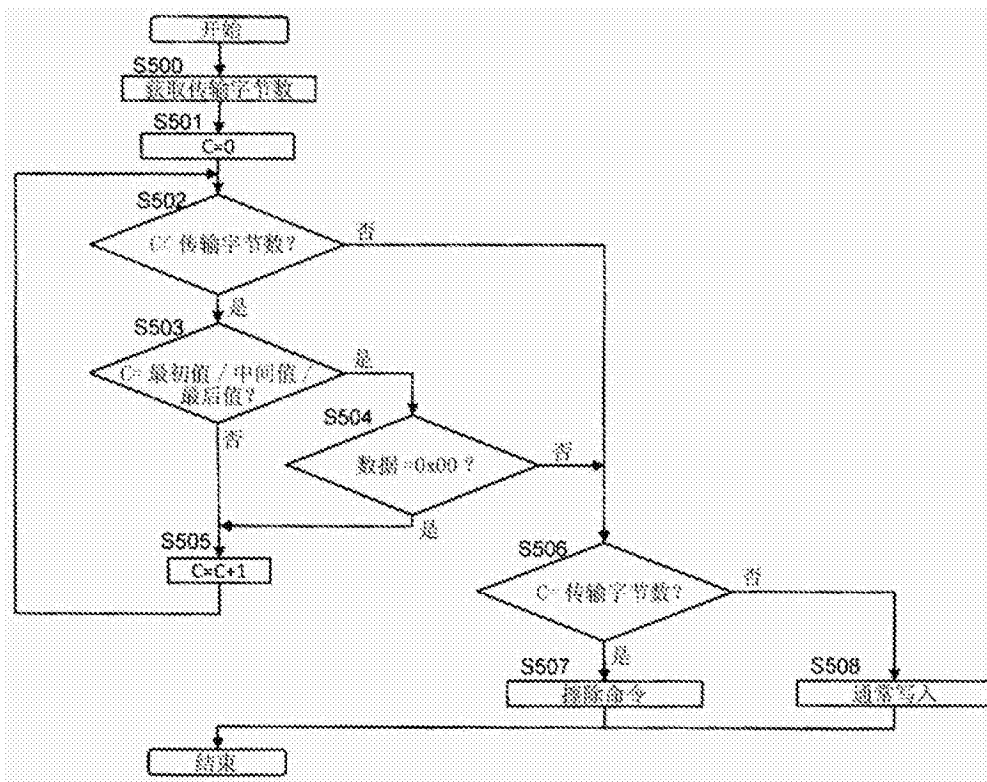 开始
S500
获取传输字节数
S501
C=0
S502
C< 传输字节数?
否
是
S503
C= 最初值 / 中间值 /
最后值?
是
否
S504
数据=0x00 ?
否
是
S505
C=C+1
S506
C= 传输字节数?
否
是
S507
擦除命令
S508
通常写入
结束